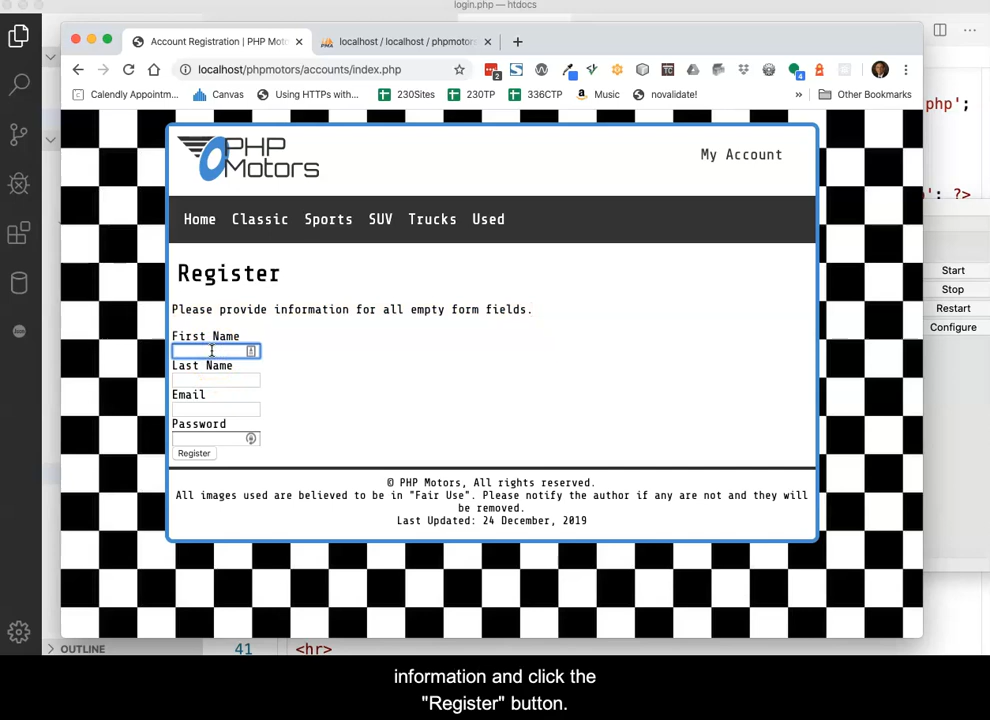 login.php — htdocs
Account Registration | PHP Mot
localhost / localhost / phpmotors
localhost/phpmotors/accounts/index.php
Calendly Appointm... Canvas Using HTTPs with... 230Sites 230TP 336CTP Music novalidate! » Other Bookmarks
php';
PHP
Motors
My Account
': ?>
Home Classic Sports SUV Trucks Used
Start
Stop
Restart
Configure
Register
Please provide information for all empty form fields.
First Name
Last Name
Email
Password
Register
© PHP Motors, All rights reserved.
All images used are believed to be in "Fair Use". Please notify the author if any are not and they will
be removed.
Last Updated: 24 December, 2019
OUTLINE
41 <hr>
information and click the
"Register" button.